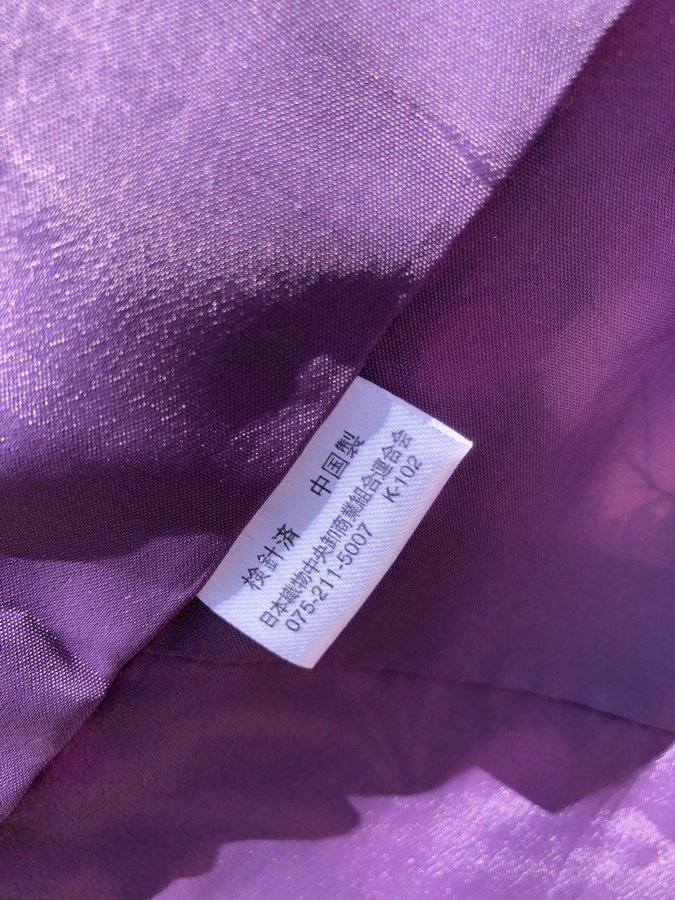 検針済 中国製
日本織物中央卸商業組合連合会
075-211-5007 K-102